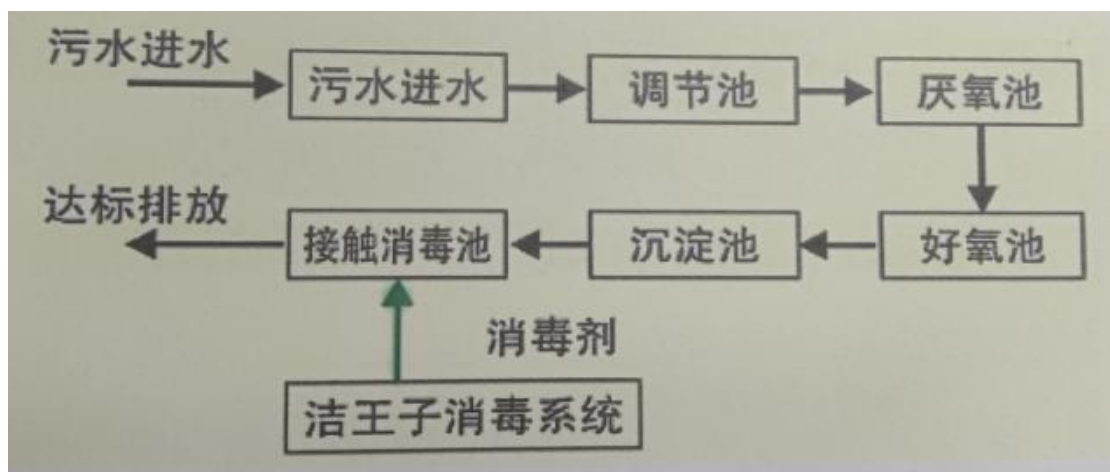 污水进水
污水进水
调节池
厌氧池
达标排放
接触消毒池
沉淀池
好氧池
消毒剂
洁王子消毒系统